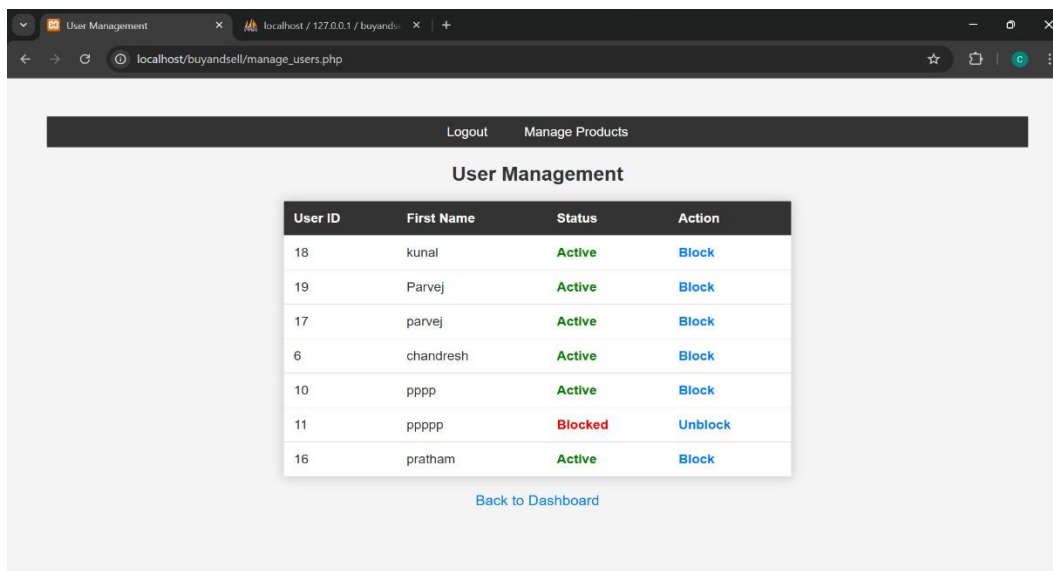 User Management
localhost / 127.0.0.1 / buyandse
localhost/buyandsell/manage_users.php
C
Logout Manage Products
User Management
User ID First Name Status Action
18 kunal Active Block
19 Parvej Active Block
17 parvej Active Block
6 chandresh Active Block
10 pppp Active Block
11 ppppp Blocked Unblock
16 pratham Active Block
Back to Dashboard